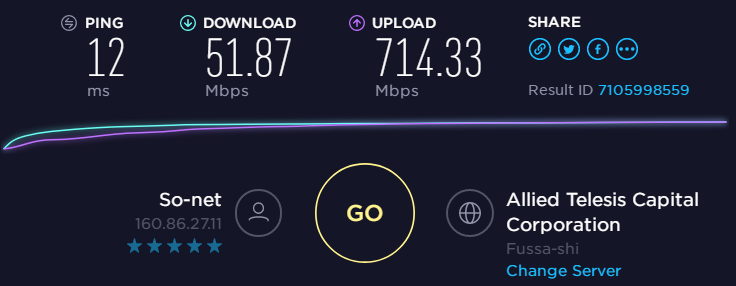 PING
12
ms
DOWNLOAD
51.87
Mbps
UPLOAD
714.33
Mbps
SHARE
Result ID 7105998559
So-net
160.86.27.11
GO
Allied Telesis Capital
Corporation
Fussa-shi
Change Server